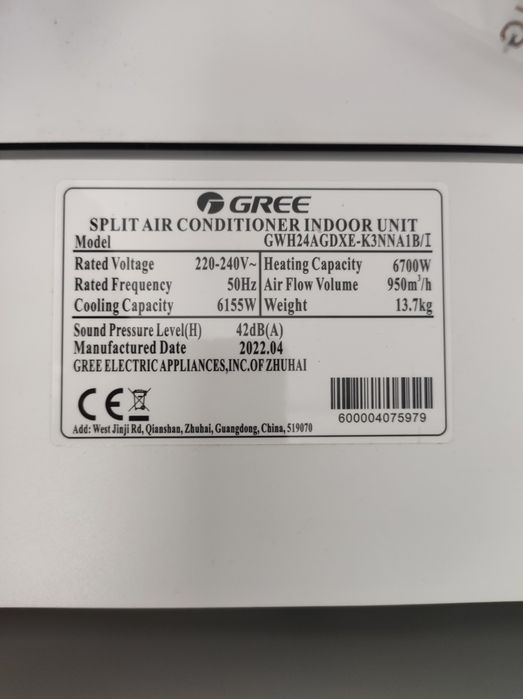 GREE
SPLIT AIR CONDITIONER INDOOR UNIT
Model GWH24AGDXE-K3NNA1B/I
Rated Voltage 220-240V~ Heating Capacity 6700W
Rated Frequency 50Hz Air Flow Volume 950m³/h
Cooling Capacity 6155W Weight 13.7kg
Sound Pressure Level(H) 42dB(A)
Manufactured Date 2022.04
GREE ELECTRIC APPLIANCES,INC.OF ZHUHAI
CE
600004075979
Add: West Jinji Rd, Qianshan, Zhuhai, Guangdong, China, 519070